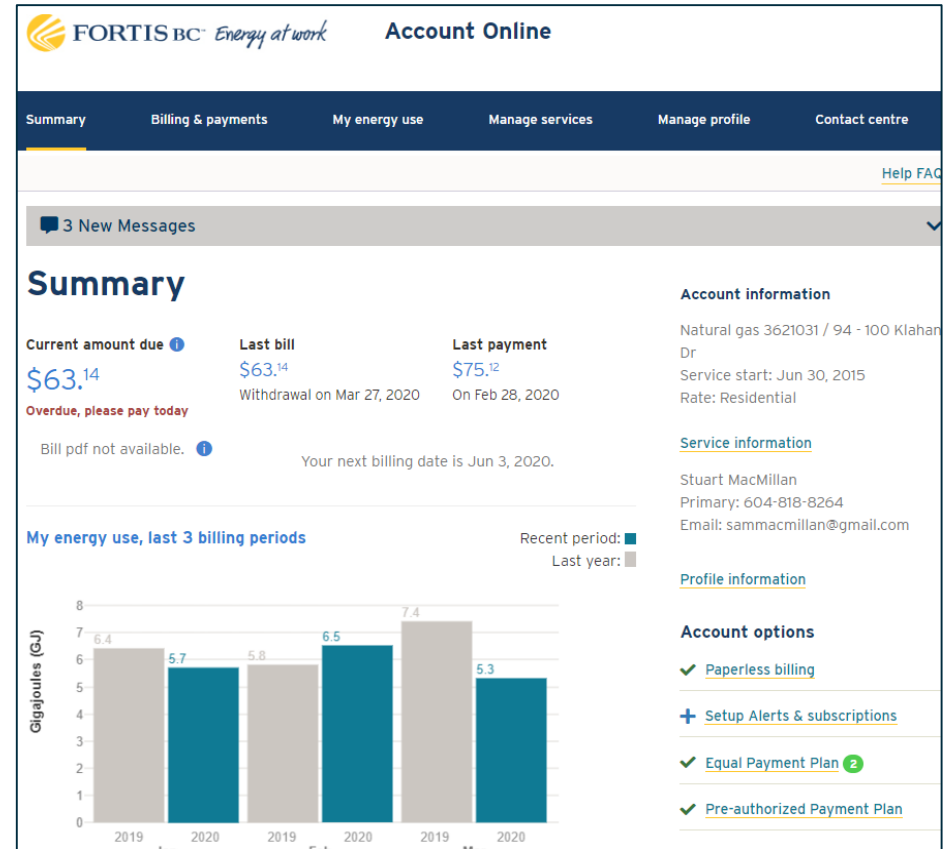 FORTIS BC Energy at work Account Online
Summary Billing & payments My energy use Manage services Manage profile Contact centre
Help FAQ
3 New Messages
Summary
Current amount due
$63.14
Overdue, please pay today
Bill pdf not available.
Last bill
$63.14
Withdrawal on Mar 27, 2020
Last payment
$75.12
On Feb 28, 2020
Your next billing date is Jun 3, 2020.
My energy use, last 3 billing periods
Recent period:
Last year:
Gigajoules (GJ)
8
7
6
5
4
3
2
1
0
6.4
5.7
5.8
6.5
7.4
5.3
2019 2020 2019 2020 2019 2020
Account information
Natural gas 3621031 / 94 - 100 Klahan
Dr
Service start: Jun 30, 2015
Rate: Residential
Service information
Stuart MacMillan
Primary: 604-818-8264
Email: sammacmillan@gmail.com
Profile information
Account options
Paperless billing
Setup Alerts & subscriptions
Equal Payment Plan 2
Pre-authorized Payment Plan